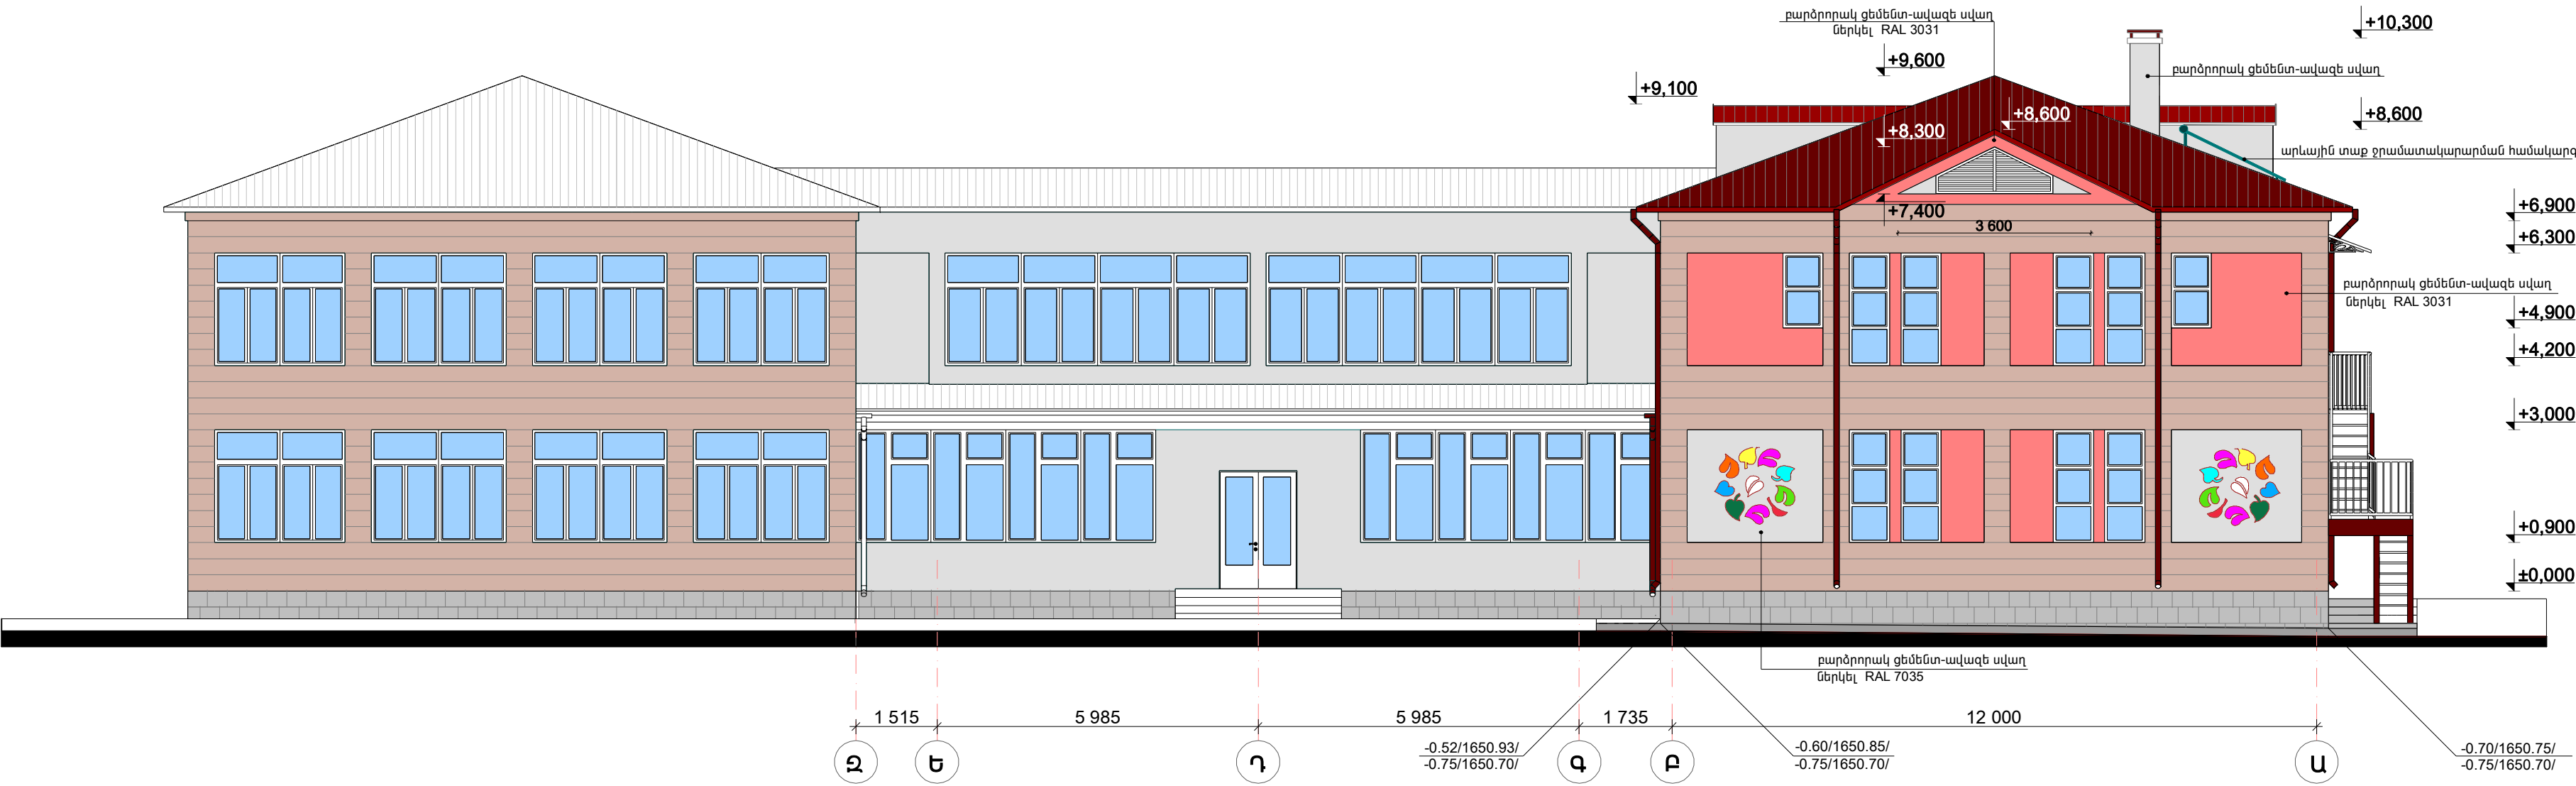 բարձրորակ ցեմենտ-ավազե սվաղ
ներկել RAL 3031
+10,300
+9,600
բարձրորակ ցեմենտ-ավազե սվաղ
+9,100
+8,600
+8,600
+8,300
արևային տաք ջրամատակարարման համակարգ
+7,400
+6,900
3 600
+6,300
բարձրորակ ցեմենտ-ավազե սվաղ
ներկել RAL 3031
+4,900
+4,200
+3,000
+0,900
±0,000
բարձրորակ ցեմենտ-ավազե սվաղ
ներկել RAL 7035
1 515
5 985
5 985
1 735
12 000
-0.52/1650.93/
-0.75/1650.70/
-0.60/1650.85/
-0.75/1650.70/
-0.70/1650.75/
-0.75/1650.70/
Զ
Ե
Դ
Գ
Բ
Ա